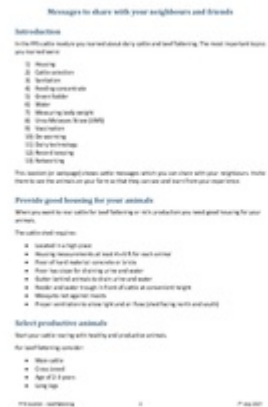 Messages to share with your neighbours and friends
Introduction
In the cattle module you learned about dairy cattle and beef fattening. The most important topics
you learned were
1) Housing
2) Cattle selection
3) Sanitation
4) Feeding concentrate
5) Green fodder
6) Water
7) Measuring body weight
8) Urea Molasses Straw (UMS)
9) Vaccination
10) De-worming
11) Dairy technology
12) Record keeping
13) Networking
This booklet (or webpage) shows cattle messages which you can share with your neighbours. Invite
them to see the animals on your farm so that they can see and learn from your experience.
Provide good housing for your animals
When you want to rear cattle for beef fattening or milk production you need good housing for your
animals.
The cattle shed requires:
Located in a high place
Housing measurements at least for each animal
Floor of hard material concrete or bricks
Floor has slope for draining urine and water
Gutter behind animals to drain urine and water
Feeder and water trough in front of cattle at convenient height
Mosquito net against insects
Proper ventilation to allow light and air flow (shed facing north and south)
Select productive animals
Start your cattle rearing with healthy and productive animals.
For beef fattening consider:
Male cattle
Cross breed
Age of 2-3 years
Long legs